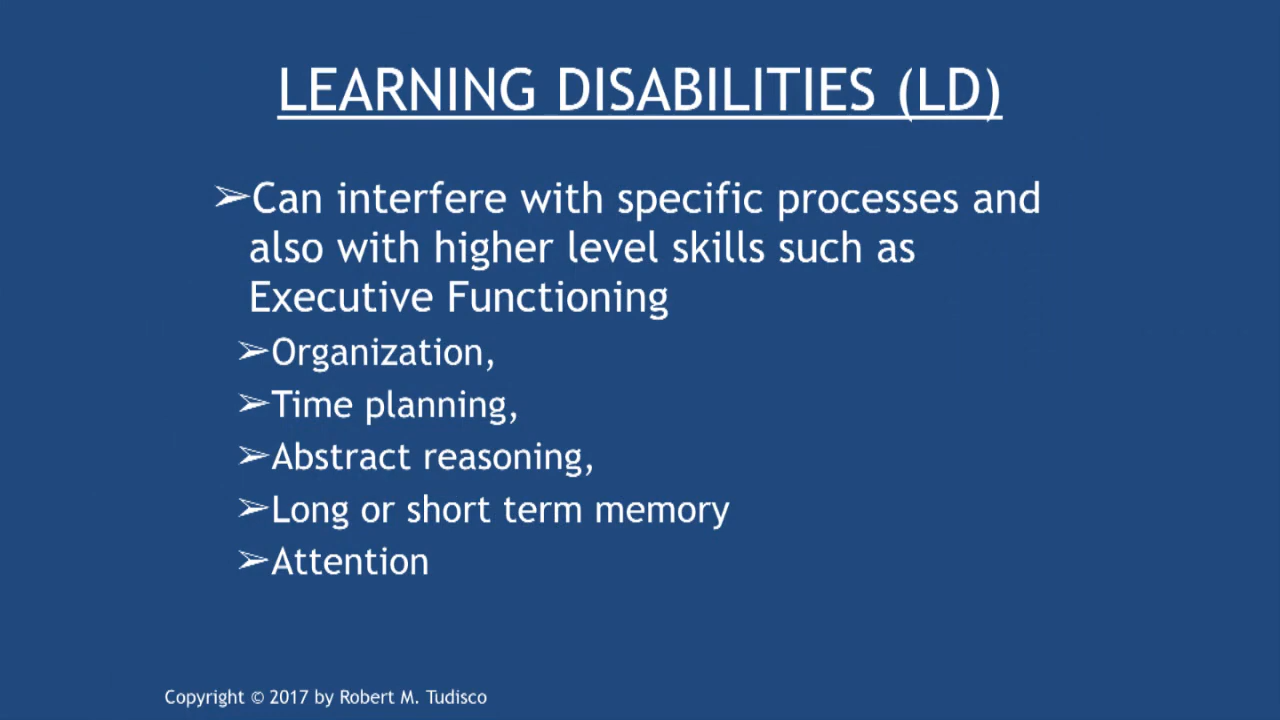 LEARNING DISABILITIES (LD)
➢Can interfere with specific processes and
also with higher level skills such as
Executive Functioning
➢Organization,
➢Time planning,
➢Abstract reasoning,
➢Long or short term memory
➢Attention
Copyright © 2017 by Robert M. Tudisco